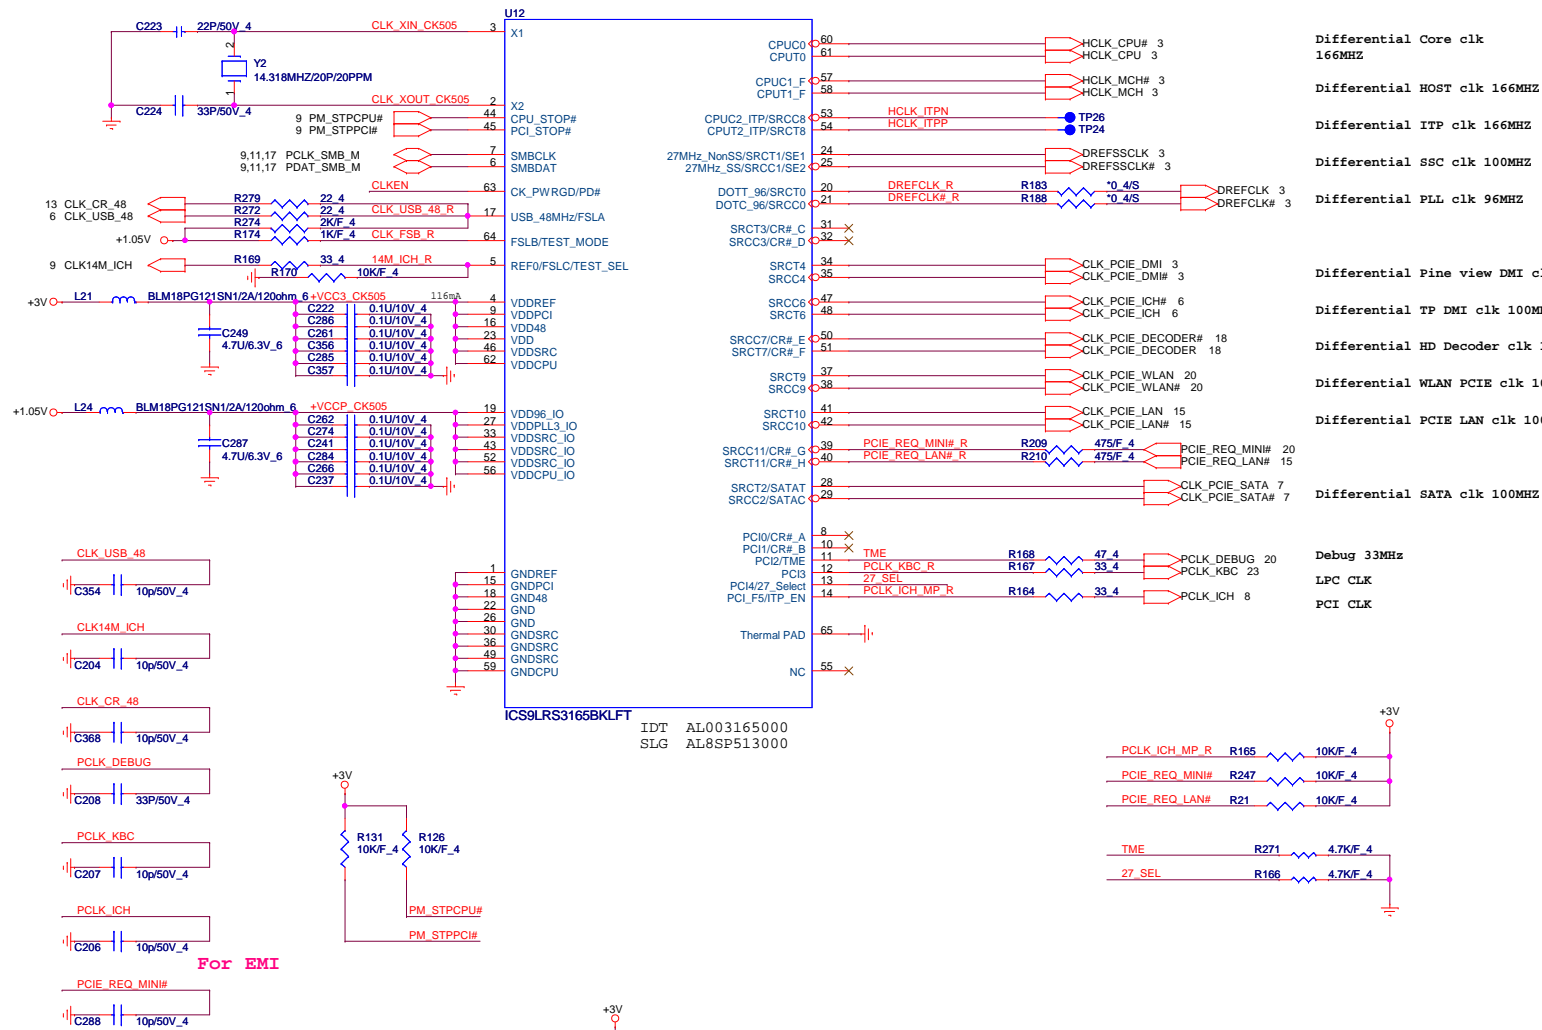 U12
C223 22P/50V_4 CLK_XIN_CK505 3 X1
2
Y2
14.318MHZ/20P/20PPM
1
C224 33P/50V_4 CLK_XOUT_CK505 2 X2
9 PM_STPCPU# 44 CPU_STOP#
9 PM_STPPCI# 45 PCI_STOP#
9,11,17 PCLK_SMB_M 7 SMBCLK
9,11,17 PDAT_SMB_M 6 SMBDAT
CLKEN 63 CK_PWRGD/PD#
13 CLK_CR_48 R279 22_4
6 CLK_USB_48 R272 22_4 CLK_USB_48_R 17 USB_48MHz/FSLA
R274 2K/F_4
+1.05V R174 1K/F_4 CLK_FSB_R 64 FSLB/TEST_MODE
9 CLK14M_ICH R169 33_4 14M_ICH_R 5 REF0/FSLC/TEST_SEL
R170 10K/F_4
+3V L21 BLM18PG121SN1/2A/120ohm_6 +VCC3_CK505 116mA 4 VDDREF
C222 0.1U/10V_4 9 VDDPCI
C286 0.1U/10V_4 16 VDD48
C261 0.1U/10V_4 23 VDD
C356 0.1U/10V_4 46 VDDSRC
C285 0.1U/10V_4 62 VDDCPU
C357 0.1U/10V_4
C249
4.7U/6.3V_6
+1.05V L24 BLM18PG121SN1/2A/120ohm_6 +VCCP_CK505 19 VDD96_IO
C262 0.1U/10V_4 27 VDDPLL3_IO
C274 0.1U/10V_4 33 VDDSRC_IO
C241 0.1U/10V_4 43 VDDSRC_IO
C284 0.1U/10V_4 52 VDDSRC_IO
C266 0.1U/10V_4 56 VDDCPU_IO
C237 0.1U/10V_4
C287
4.7U/6.3V_6
1 GNDREF
15 GNDPCI
18 GND48
22 GND
26 GND
30 GNDSRC
36 GNDSRC
49 GNDSRC
59 GNDCPU
CPUC0 60 HCLK_CPU# 3
CPUT0 61 HCLK_CPU 3
Differential Core clk
166MHZ
CPUC1_F 57 HCLK_MCH# 3
CPUT1_F 58 HCLK_MCH 3
Differential HOST clk 166MHZ
CPUC2_ITP/SRCC8 53 HCLK_ITPN TP26
CPUT2_ITP/SRCT8 54 HCLK_ITPP TP24
Differential ITP clk 166MHZ
27MHz_NonSS/SRCT1/SE1 24 DREFSSCLK 3
27MHz_SS/SRCC1/SE2 25 DREFSSCLK# 3
Differential SSC clk 100MHZ
DOTT_96/SRCT0 20 DREFCLK_R R183 *0_4/S DREFCLK 3
DOTC_96/SRCC0 21 DREFCLK#_R R188 *0_4/S DREFCLK# 3
Differential PLL clk 96MHZ
SRCT3/CR#_C 31
SRCC3/CR#_D 32
SRCT4 34 CLK_PCIE_DMI 3
SRCC4 35 CLK_PCIE_DMI# 3
Differential Pine view DMI
SRCC6 47 CLK_PCIE_ICH# 6
SRCT6 48 CLK_PCIE_ICH 6
Differential TP DMI clk
SRCC7/CR#_E 50 CLK_PCIE_DECODER# 18
SRCT7/CR#_F 51 CLK_PCIE_DECODER 18
Differential HD Decoder clk
SRCT9 37 CLK_PCIE_WLAN 20
SRCC9 38 CLK_PCIE_WLAN# 20
Differential WLAN PCIE clk
SRCT10 41 CLK_PCIE_LAN 15
SRCC10 42 CLK_PCIE_LAN# 15
Differential PCIE LAN clk
SRCC11/CR#_G 39 PCIE_REQ_MINI#_R R209 475/F_4 PCIE_REQ_MINI# 20
SRCT11/CR#_H 40 PCIE_REQ_LAN#_R R210 475/F_4 PCIE_REQ_LAN# 15
SRCT2/SATAT 28 CLK_PCIE_SATA 7
SRCC2/SATAC 29 CLK_PCIE_SATA# 7
Differential SATA clk 100MHZ
PCI0/CR#_A 8
PCI1/CR#_B 10
PCI2/TME 11 TME R168 47_4 PCLK_DEBUG 20
PCI3 12 PCLK_KBC_R R167 33_4 PCLK_KBC 23
PCI4/27_Select 13 27_SEL
PCI_F5/ITP_EN 14 PCLK_ICH_MP_R R164 33_4 PCLK_ICH 8
Debug 33MHz
LPC CLK
PCI CLK
Thermal PAD 65
NC 55
ICS9LRS3165BKLFT
IDT AL003165000
SLG AL8SP513000
CLK_USB_48
C354 10p/50V_4
CLK14M_ICH
C204 10p/50V_4
CLK_CR_48
C368 10p/50V_4
PCLK_DEBUG
C208 33P/50V_4
PCLK_KBC
C207 10p/50V_4
PCLK_ICH
C206 10p/50V_4
For EMI
PCIE_REQ_MINI#
C288 10p/50V_4
+3V
R131 R126
10K/F_4 10K/F_4
PM_STPCPU#
PM_STPPCI#
+3V
+3V
PCLK_ICH_MP_R R165 10K/F_4
PCIE_REQ_MINI# R247 10K/F_4
PCIE_REQ_LAN# R21 10K/F_4
TME R271 4.7K/F_4
27_SEL R166 4.7K/F_4